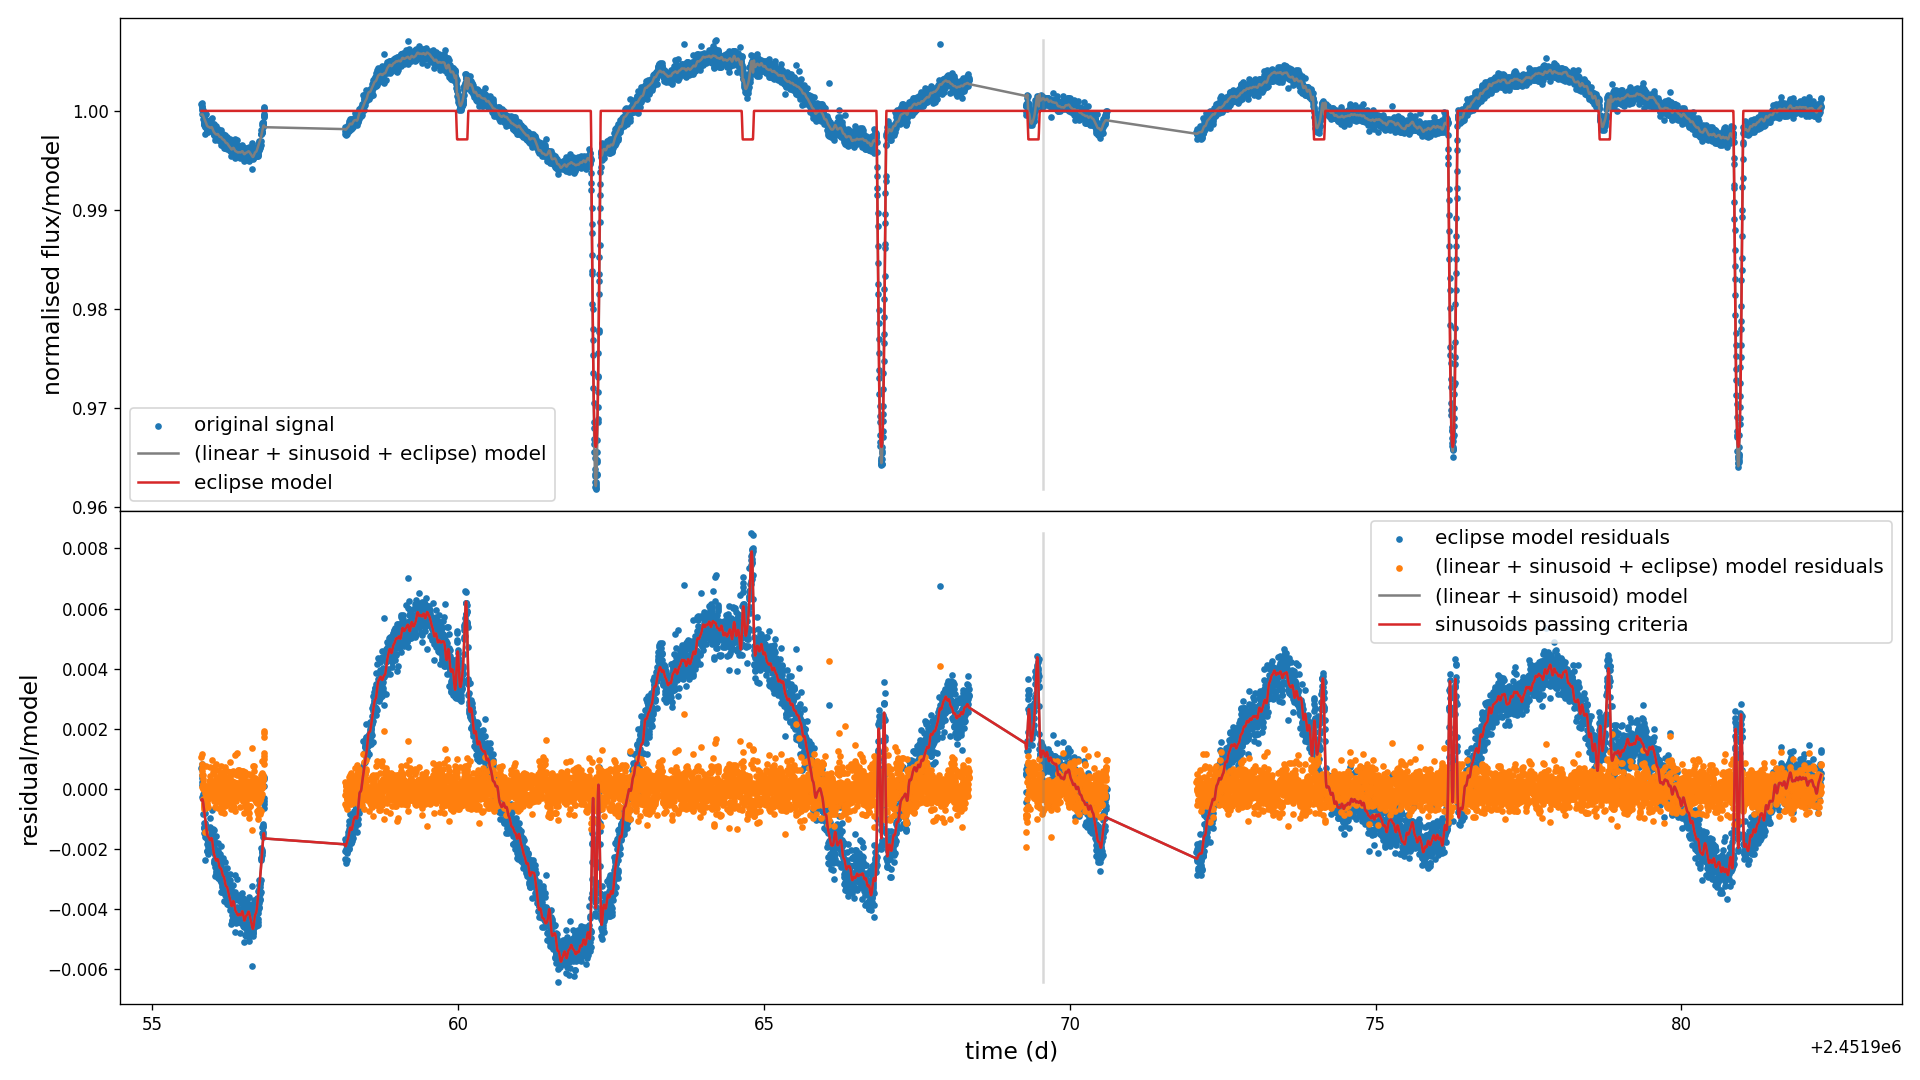 normalised flux/model
1.00
0.99
0.98
0.97
0.96
original signal
(linear + sinusoid + eclipse) model
eclipse model
residual/model
0.008
0.006
0.004
0.002
0.000
−0.002
−0.004
−0.006
eclipse model residuals
(linear + sinusoid + eclipse) model residuals
(linear + sinusoid) model
sinusoids passing criteria
55 60 65 70 75 80
time (d)
+2.4519e6